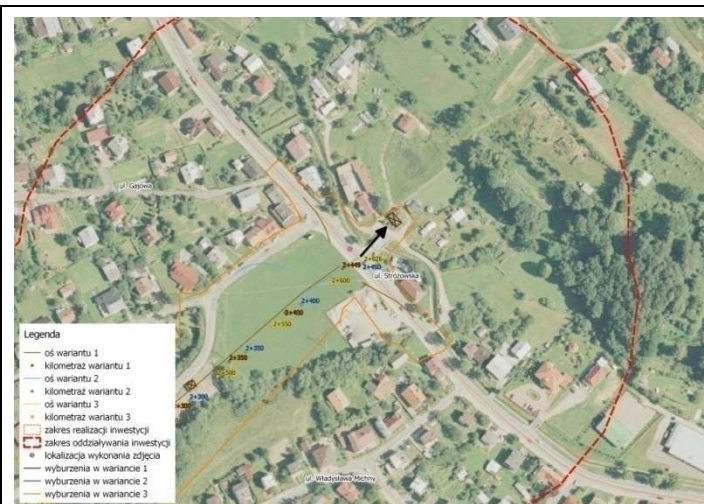 ul. Gajowa
2+449
2+626
2+450
ul. Stróżowska
2+600
2+400
0+400
2+550
2+350
2+350
2+300
Legenda
oś wariantu 1
kilometraż wariantu 1
oś wariantu 2
kilometraż wariantu 2
oś wariantu 3
kilometraż wariantu 3
zakres realizacji inwestycji
zakres oddziaływania inwestycji
lokalizacja wykonania zdjęcia
wyburzenia w wariancie 1
wyburzenia w wariancie 2
wyburzenia w wariancie 3
ul. Władysława Michny